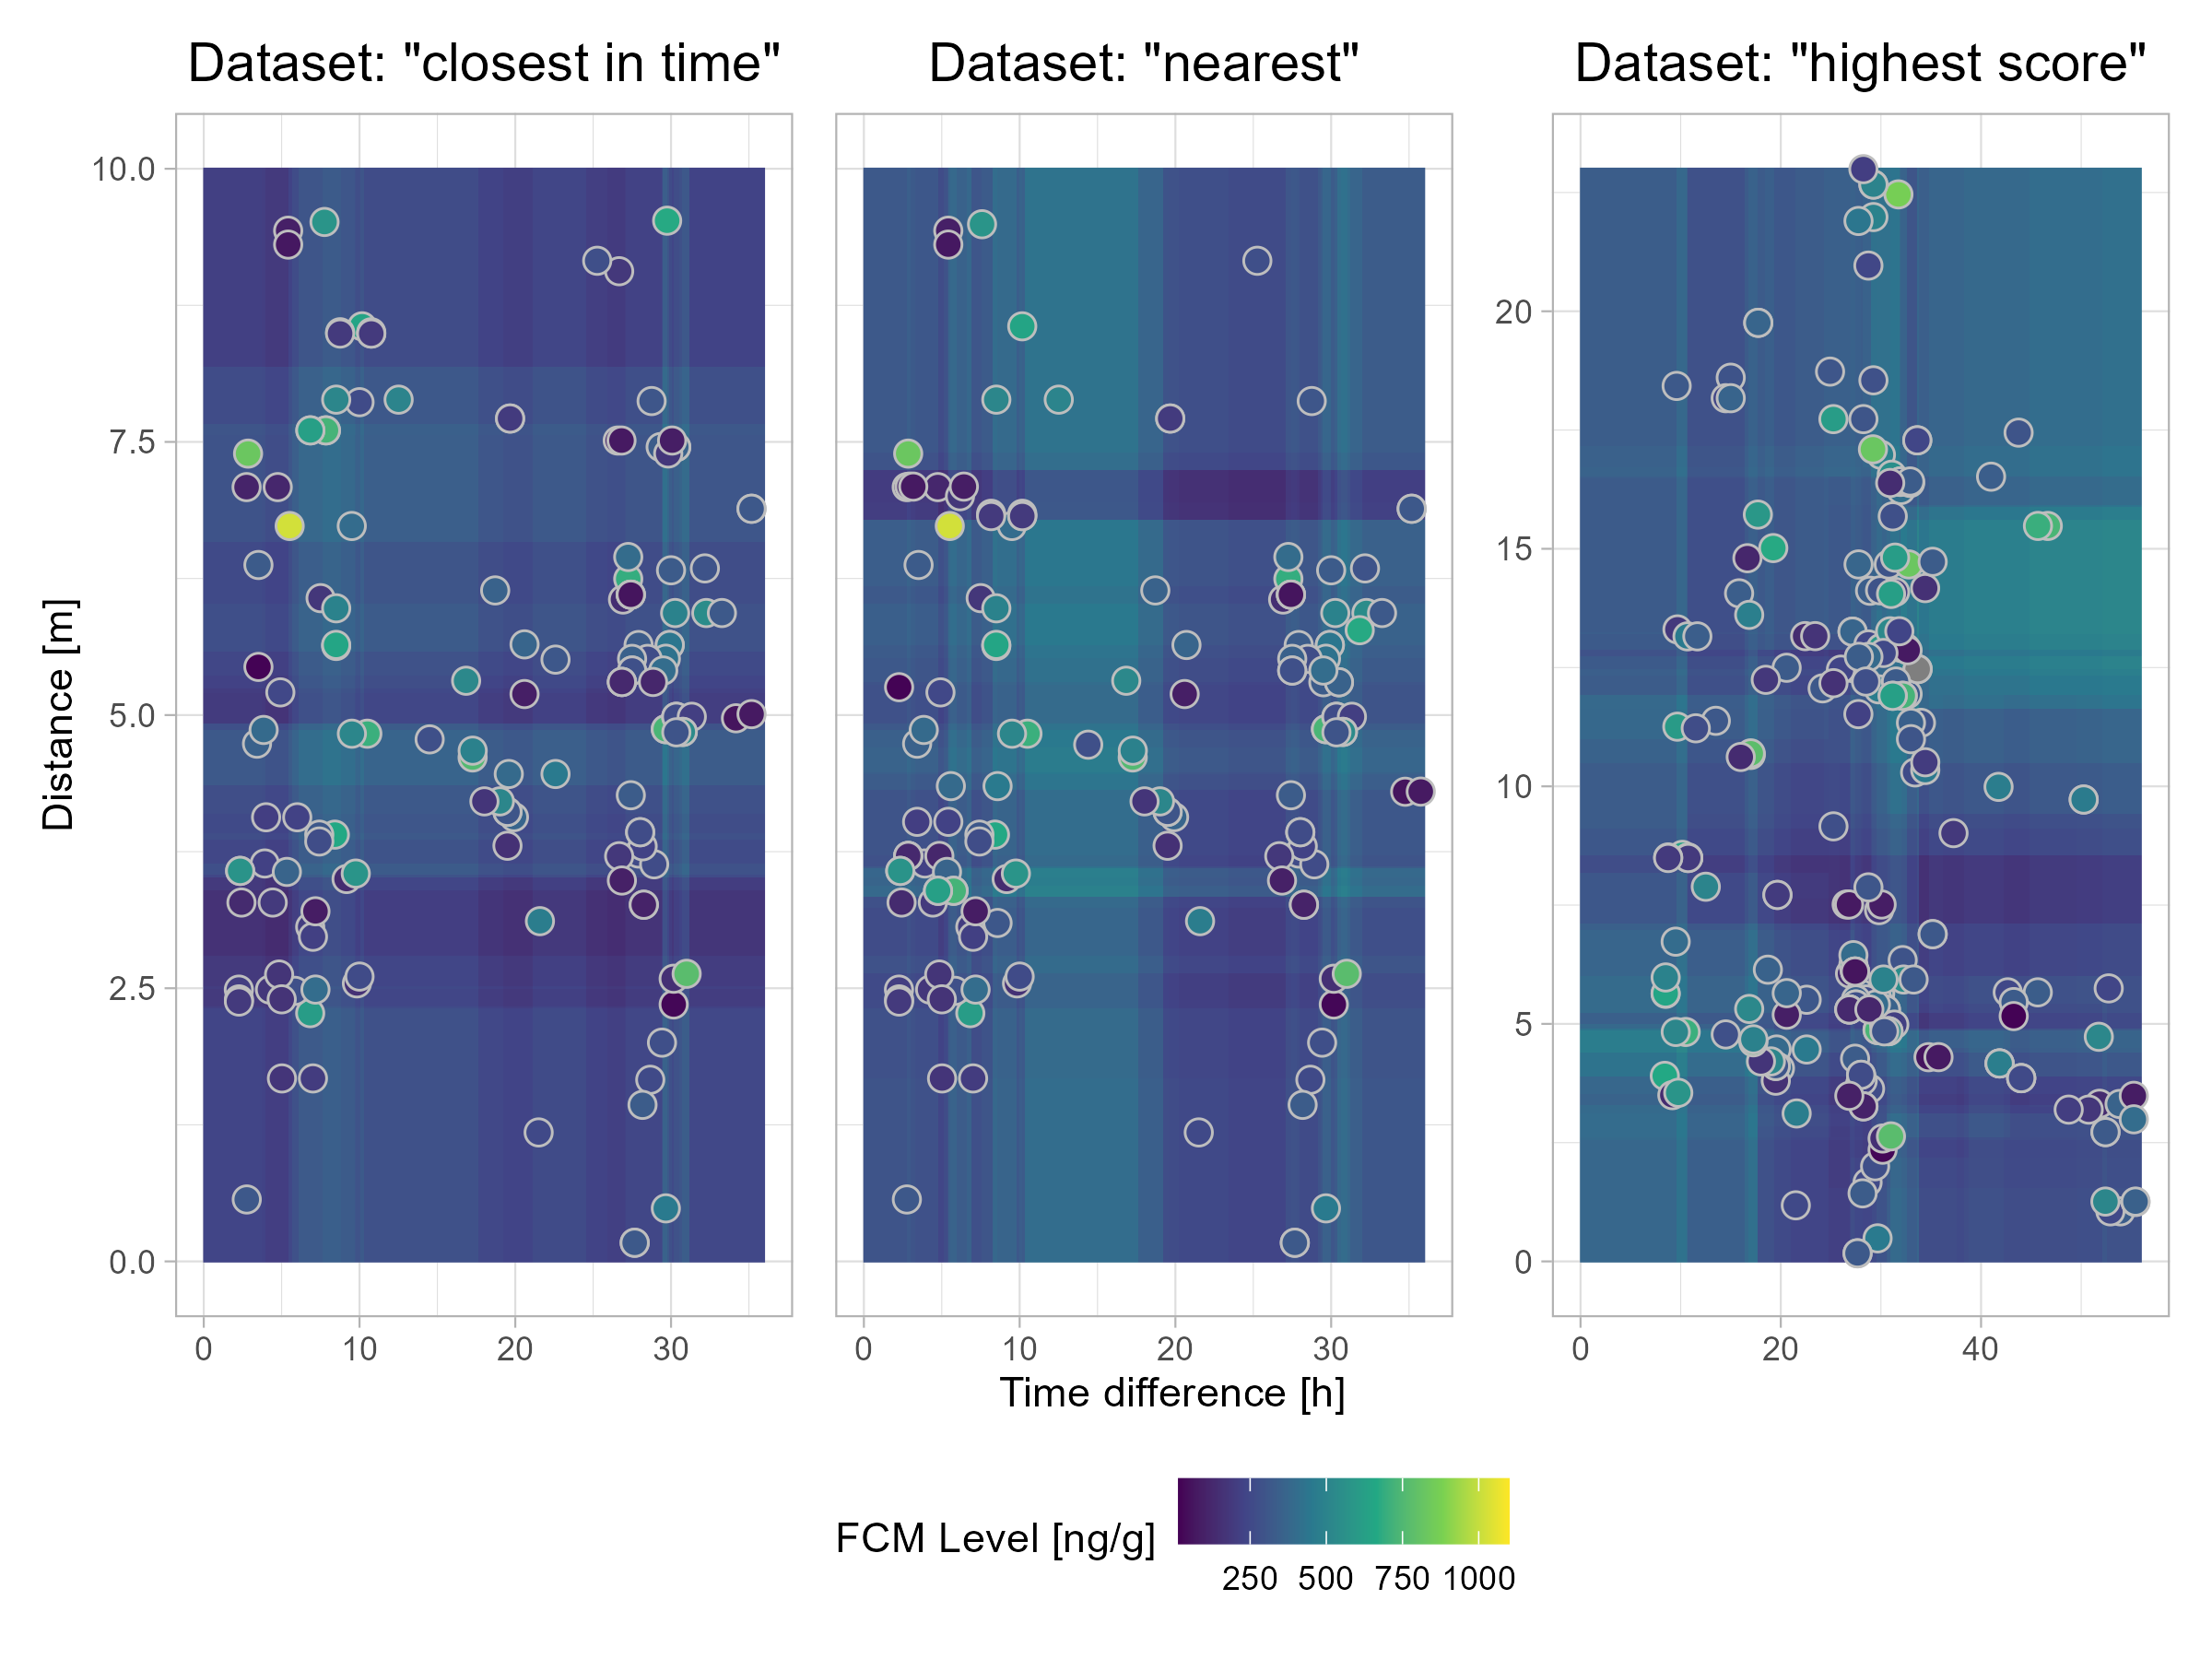 Dataset: "closest in time"
Dataset: "nearest"
Dataset: "highest score"
Distance [m]
10.0
7.5
5.0
2.5
0.0
20
15
10
5
0
0 10 20 30
0 10 20 30
0 20 40
Time difference [h]
FCM Level [ng/g]
250 500 750 1000